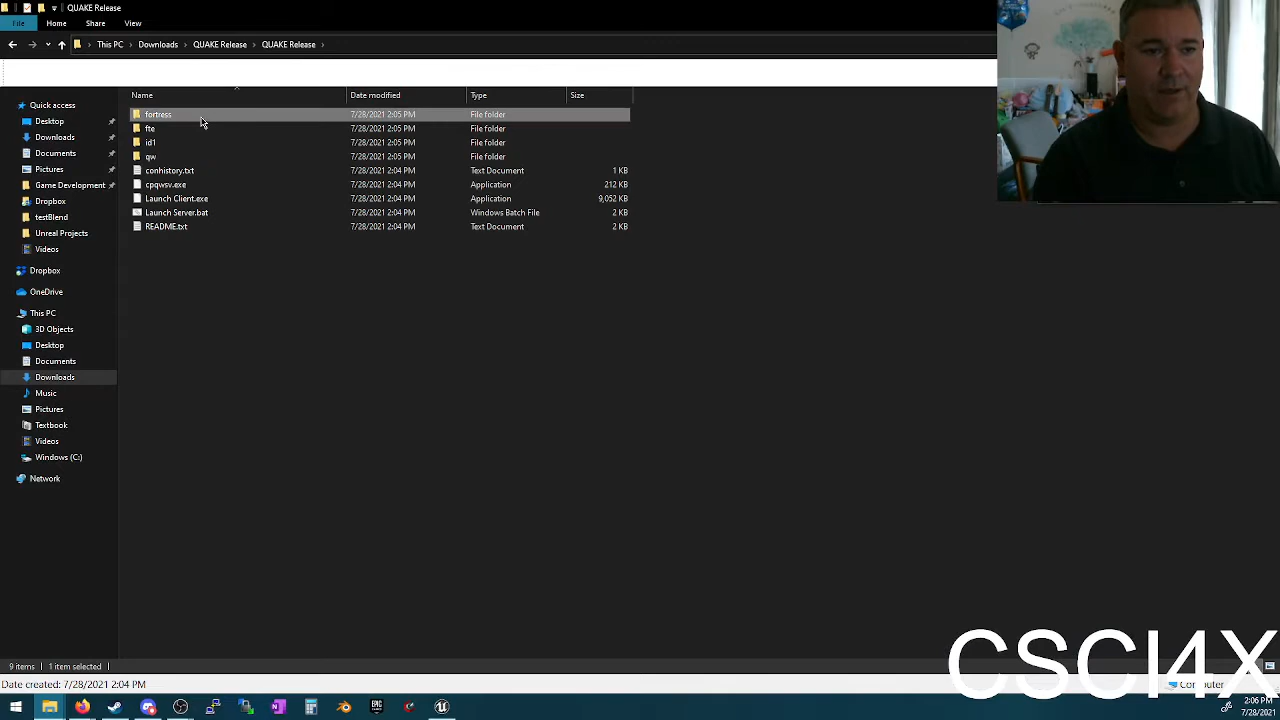 QUAKE Release
File Home Share View
This PC Downloads QUAKE Release QUAKE Release
Name Date modified Type Size
Quick access
Desktop
Downloads
Documents
Pictures
Game Development
Dropbox
testBlend
Unreal Projects
Videos
Dropbox
OneDrive
This PC
3D Objects
Desktop
Documents
Downloads
Music
Pictures
Textbook
Videos
Windows (C:)
Network
fortress 7/28/2021 2:05 PM File folder
fte 7/28/2021 2:05 PM File folder
id1 7/28/2021 2:05 PM File folder
qw 7/28/2021 2:05 PM File folder
conhistory.txt 7/28/2021 2:05 PM Text Document 1 KB
cpqwsv.exe 7/28/2021 2:04 PM Application 212 KB
Launch Client.exe 7/28/2021 2:04 PM Application 9,052 KB
Launch Server.bat 7/28/2021 2:04 PM Windows Batch File 2 KB
README.txt 7/28/2021 2:04 PM Text Document 2 KB
CSCI4X
9 items 1 item selected
Date created: 7/28/2021 2:04 PM Computer
EPIC
2:06 PM
7/28/2021